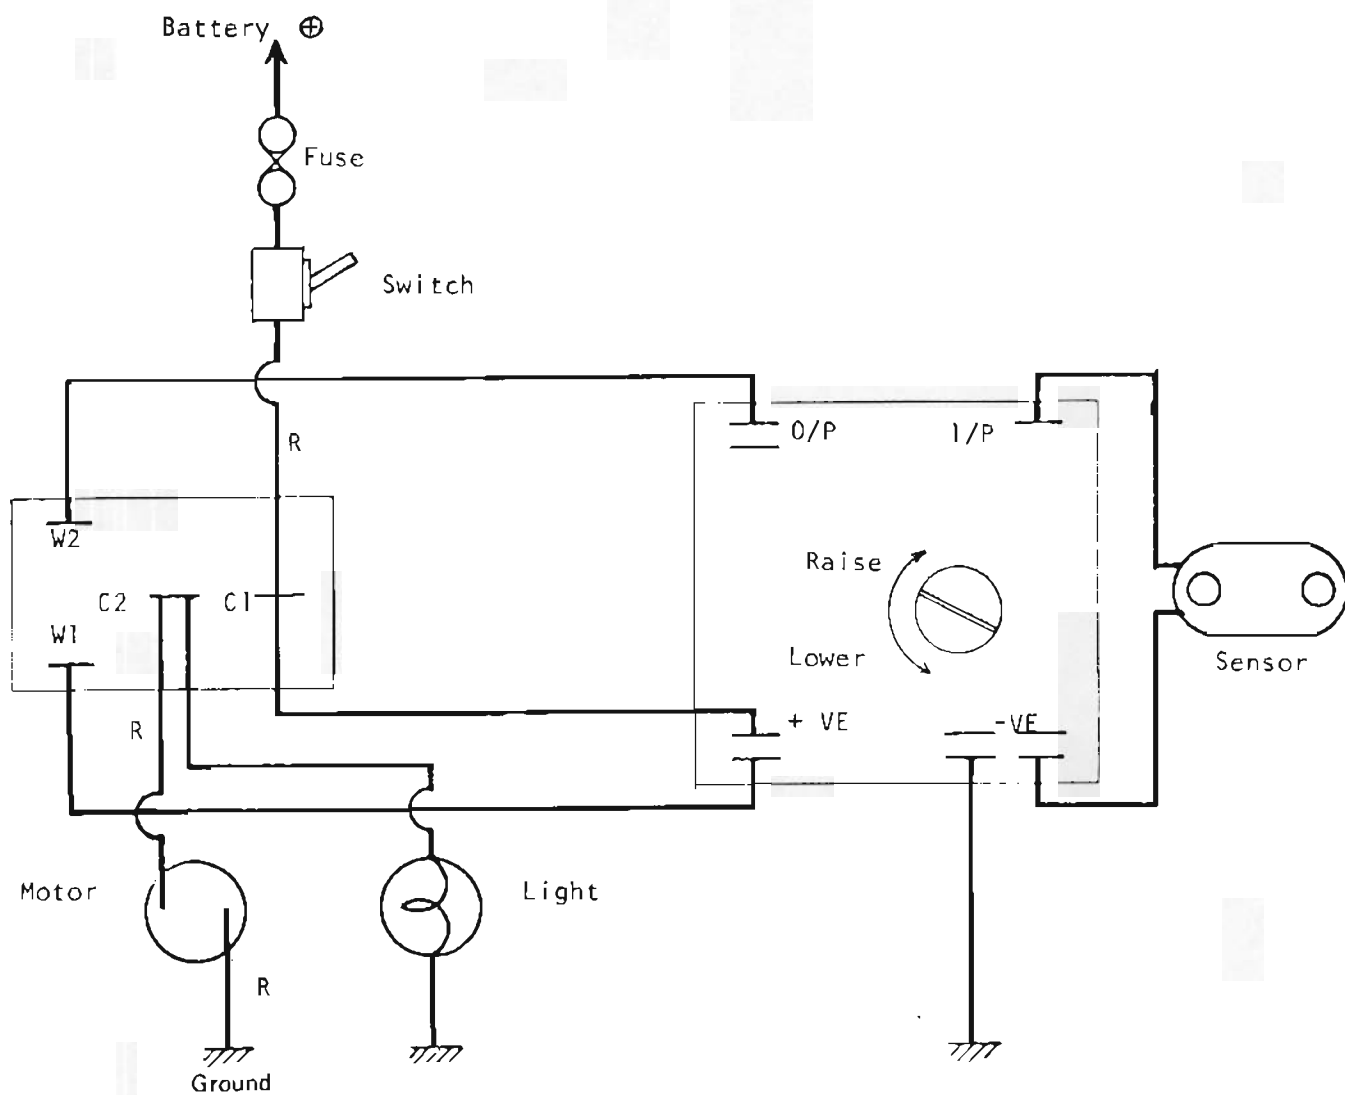 Battery ⊕
Fuse
Switch
R
O/P
I/P
W2
Raise
C2
C1
W1
Lower
Sensor
R
+ VE
-VE
Motor
Light
R
Ground